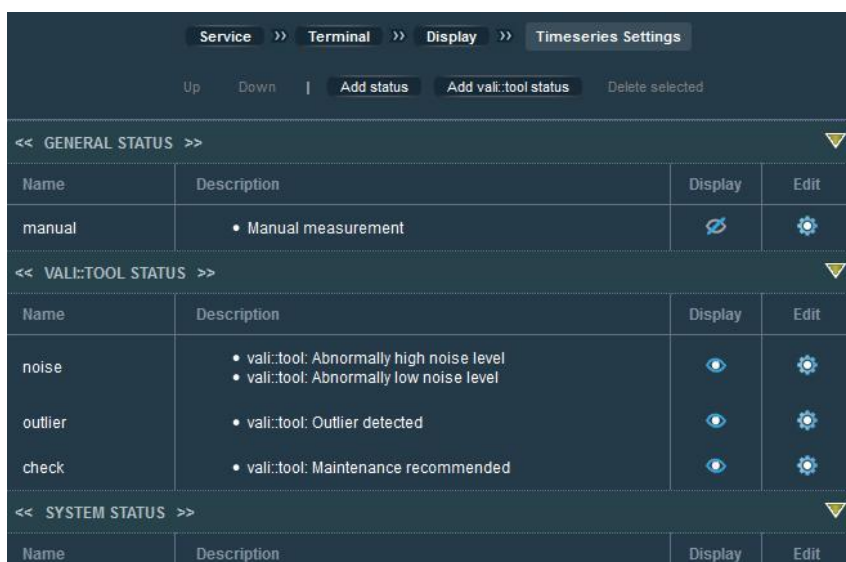 Service >> Terminal >> Display >> Timeseries Settings
Up Down | Add status Add vali::tool status Delete selected
<< GENERAL STATUS >>
Name Description Display Edit
manual • Manual measurement
<< VALI::TOOL STATUS >>
Name Description Display Edit
noise • vali::tool: Abnormally high noise level
• vali::tool: Abnormally low noise level
outlier • vali::tool: Outlier detected
check • vali::tool: Maintenance recommended
<< SYSTEM STATUS >>
Name Description Display Edit